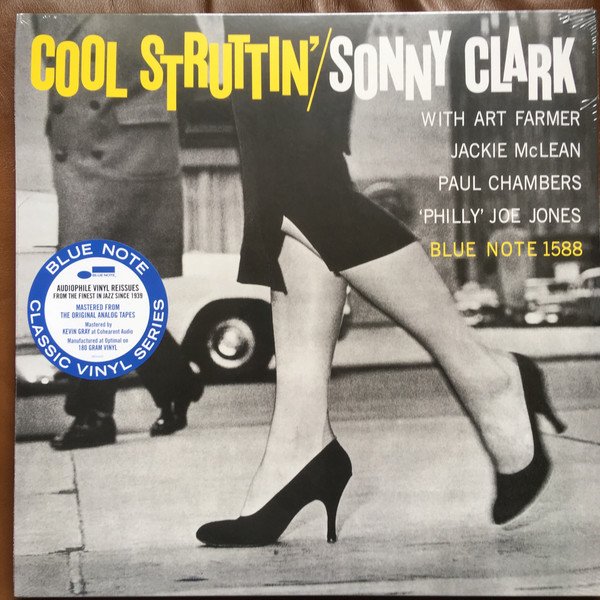 COOL STRUTTIN'/SONNY CLARK
WITH ART FARMER
JACKIE McLEAN
PAUL CHAMBERS
'PHILLY' JOE JONES
BLUE NOTE 1588
BLUE NOTE
BLUE NOTE
AUDIOPHILE VINYL REISSUES
FROM THE FINEST IN JAZZ SINCE 1939
MASTERED FROM
THE ORIGINAL ANALOG TAPES
Mastered by
KEVIN GRAY at Cohearent Audio
Manufactured at Optimal on
180 GRAM VINYL
CLASSIC VINYL SERIES